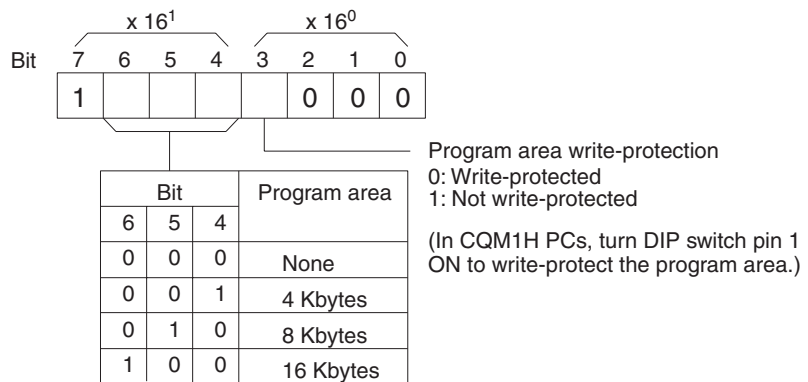 x 16¹ x 16⁰
Bit 7 6 5 4 3 2 1 0
1 0 0 0
Program area write-protection
0: Write-protected
1: Not write-protected
(In CQM1H PCs, turn DIP switch pin 1
ON to write-protect the program area.)
Bit Program area
6 5 4
0 0 0 None
0 0 1 4 Kbytes
0 1 0 8 Kbytes
1 0 0 16 Kbytes